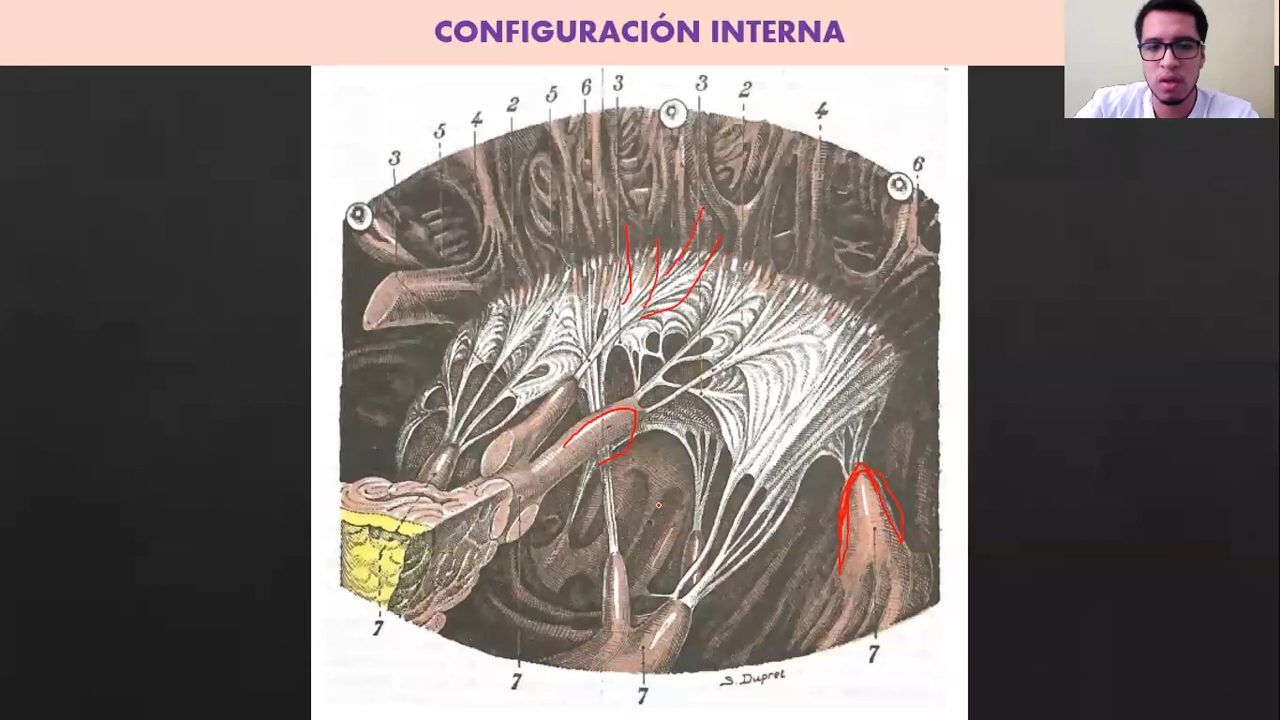 CONFIGURACIÓN INTERNA
3 5 4 2 5 6 3 3 2 4 6
7 7 7 7
S. Dupret